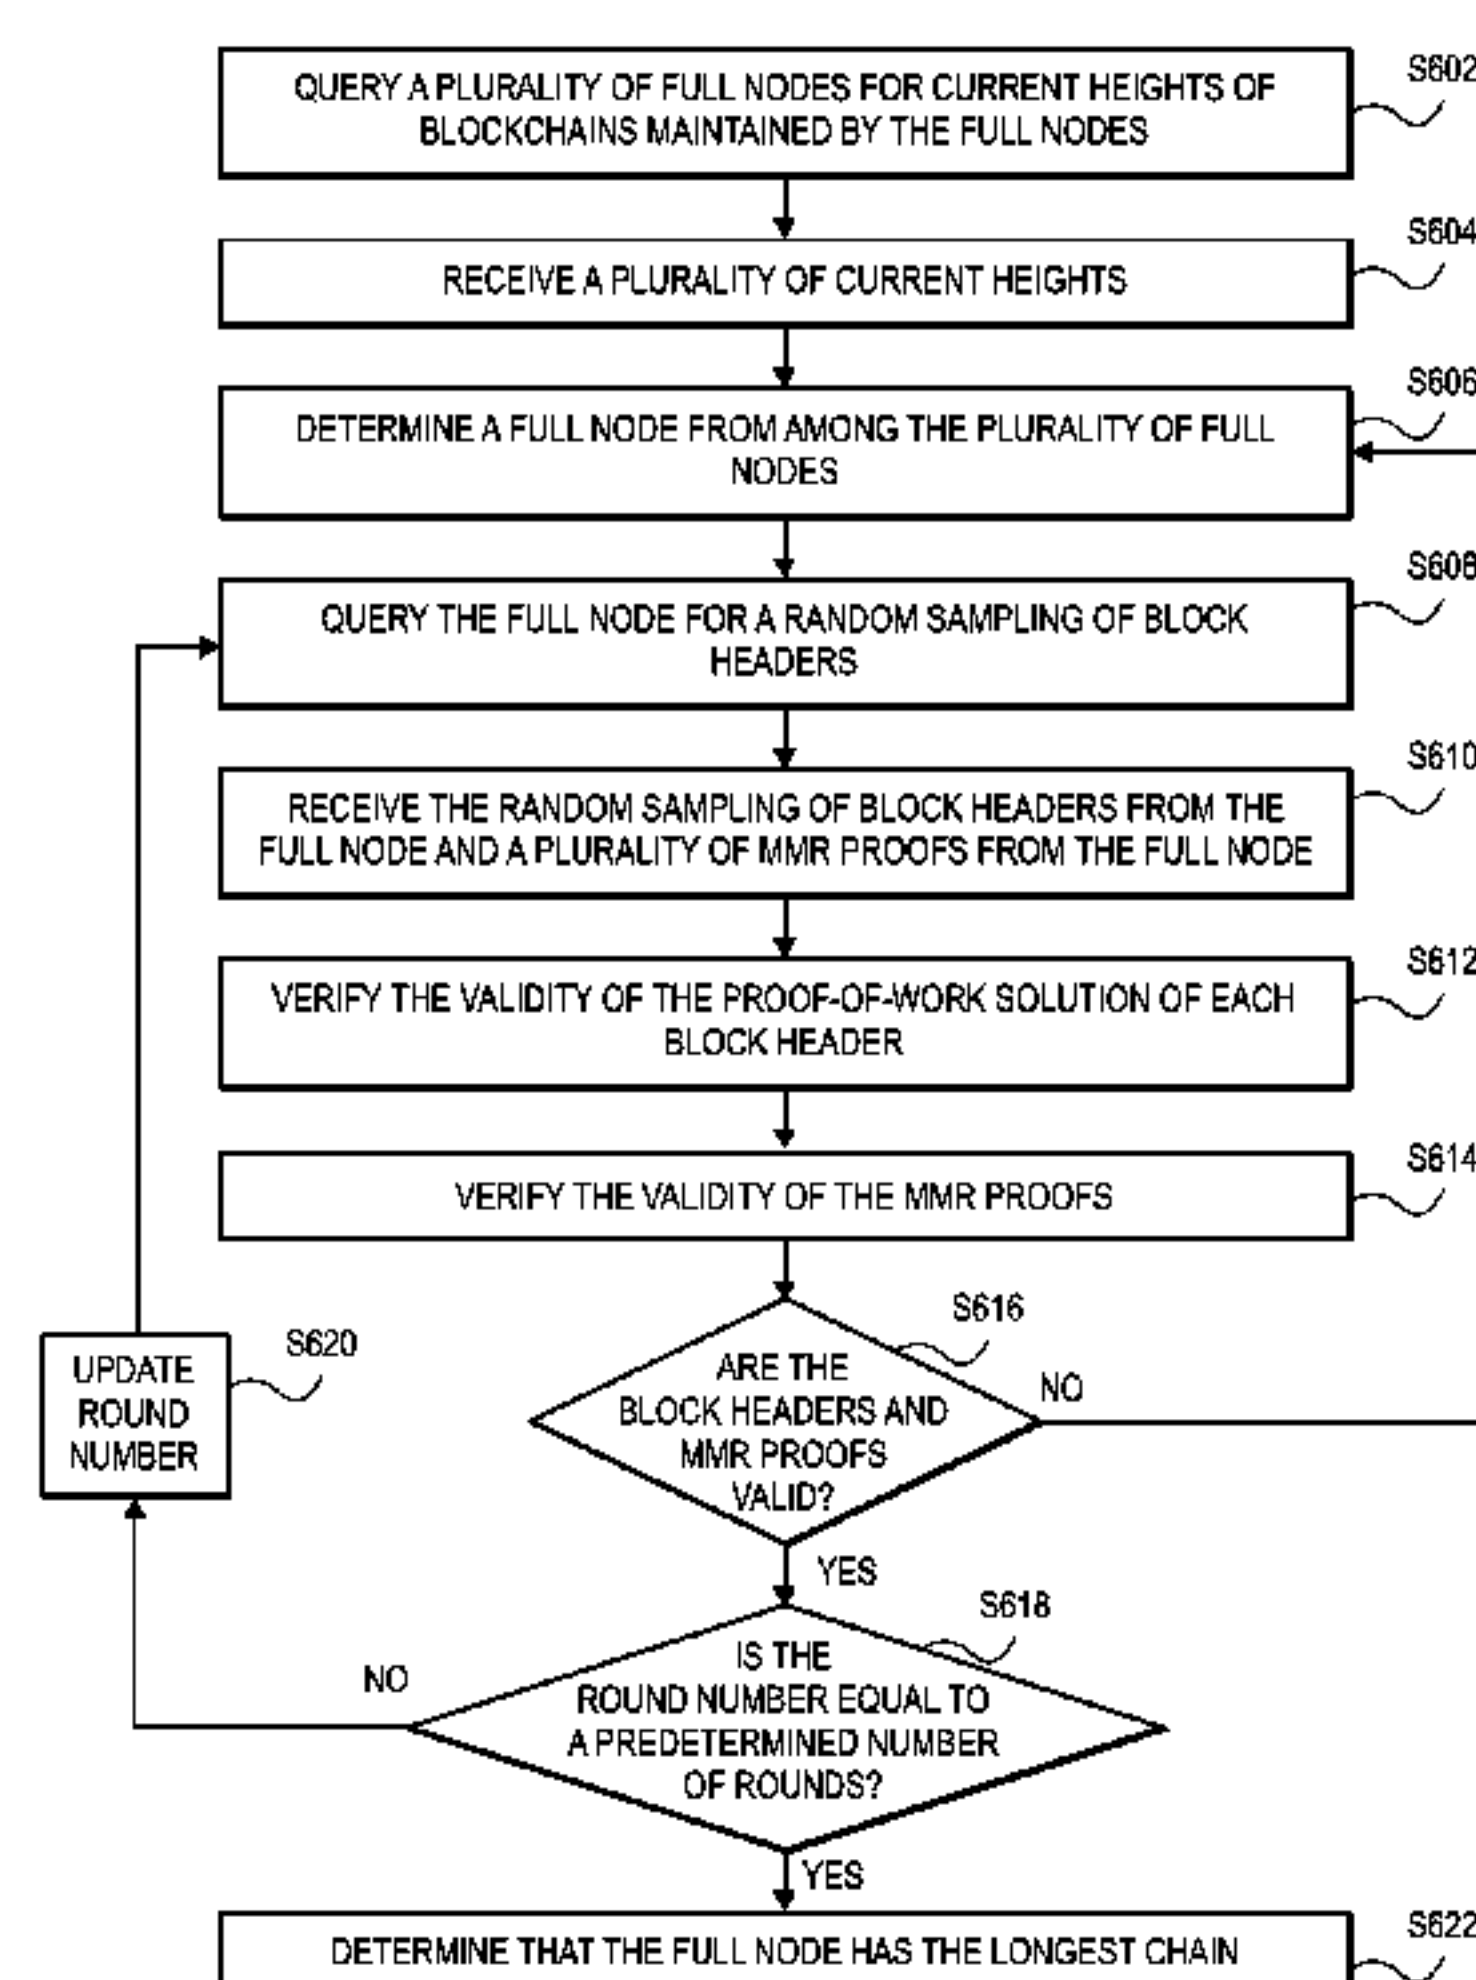 S602
QUERY A PLURALITY OF FULL NODES FOR CURRENT HEIGHTS OF
BLOCKCHAINS MAINTAINED BY THE FULL NODES
S604
RECEIVE A PLURALITY OF CURRENT HEIGHTS
S606
DETERMINE A FULL NODE FROM AMONG THE PLURALITY OF FULL
NODES
S608
QUERY THE FULL NODE FOR A RANDOM SAMPLING OF BLOCK
HEADERS
S610
RECEIVE THE RANDOM SAMPLING OF BLOCK HEADERS FROM THE
FULL NODE AND A PLURALITY OF MMR PROOFS FROM THE FULL NODE
S612
VERIFY THE VALIDITY OF THE PROOF-OF-WORK SOLUTION OF EACH
BLOCK HEADER
S614
VERIFY THE VALIDITY OF THE MMR PROOFS
S616
ARE THE
BLOCK HEADERS AND
MMR PROOFS
VALID?
NO
S620
UPDATE
ROUND
NUMBER
YES
S618
IS THE
ROUND NUMBER EQUAL TO
A PREDETERMINED NUMBER
OF ROUNDS?
NO
YES
S622
DETERMINE THAT THE FULL NODE HAS THE LONGEST CHAIN